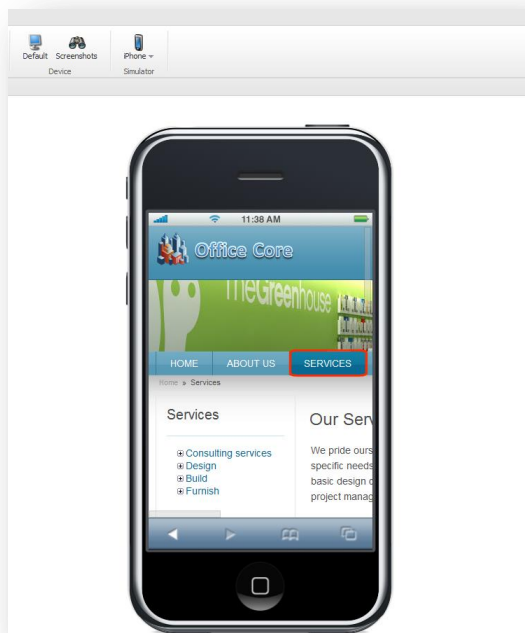 Default Screenshots iPhone
Device Simulator
11:38 AM
Office Core
TheGreenhouse
HOME ABOUT US SERVICES
Home » Services
Services
Our Serv
Consulting services
Design
Build
Furnish
We pride ours
specific needs
basic design o
project manag